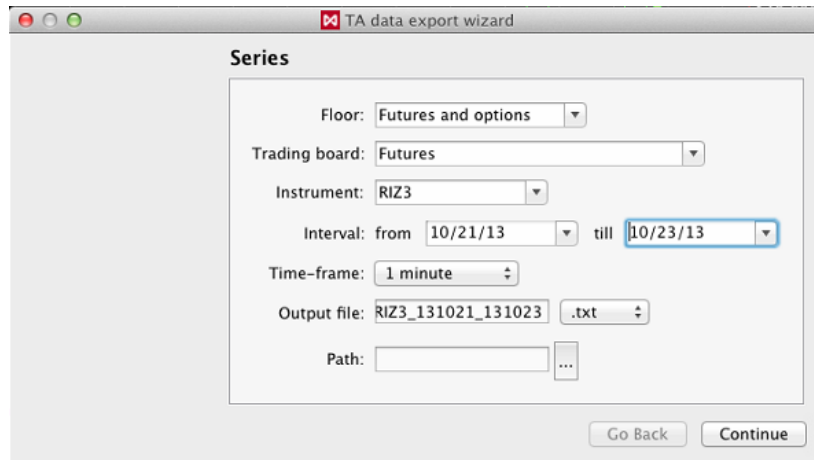 TA data export wizard
Series
Floor: Futures and options
Trading board: Futures
Instrument: RIZ3
Interval: from 10/21/13 till 10/23/13
Time-frame: 1 minute
Output file: RIZ3_131021_131023 .txt
Path: ...
Go Back Continue